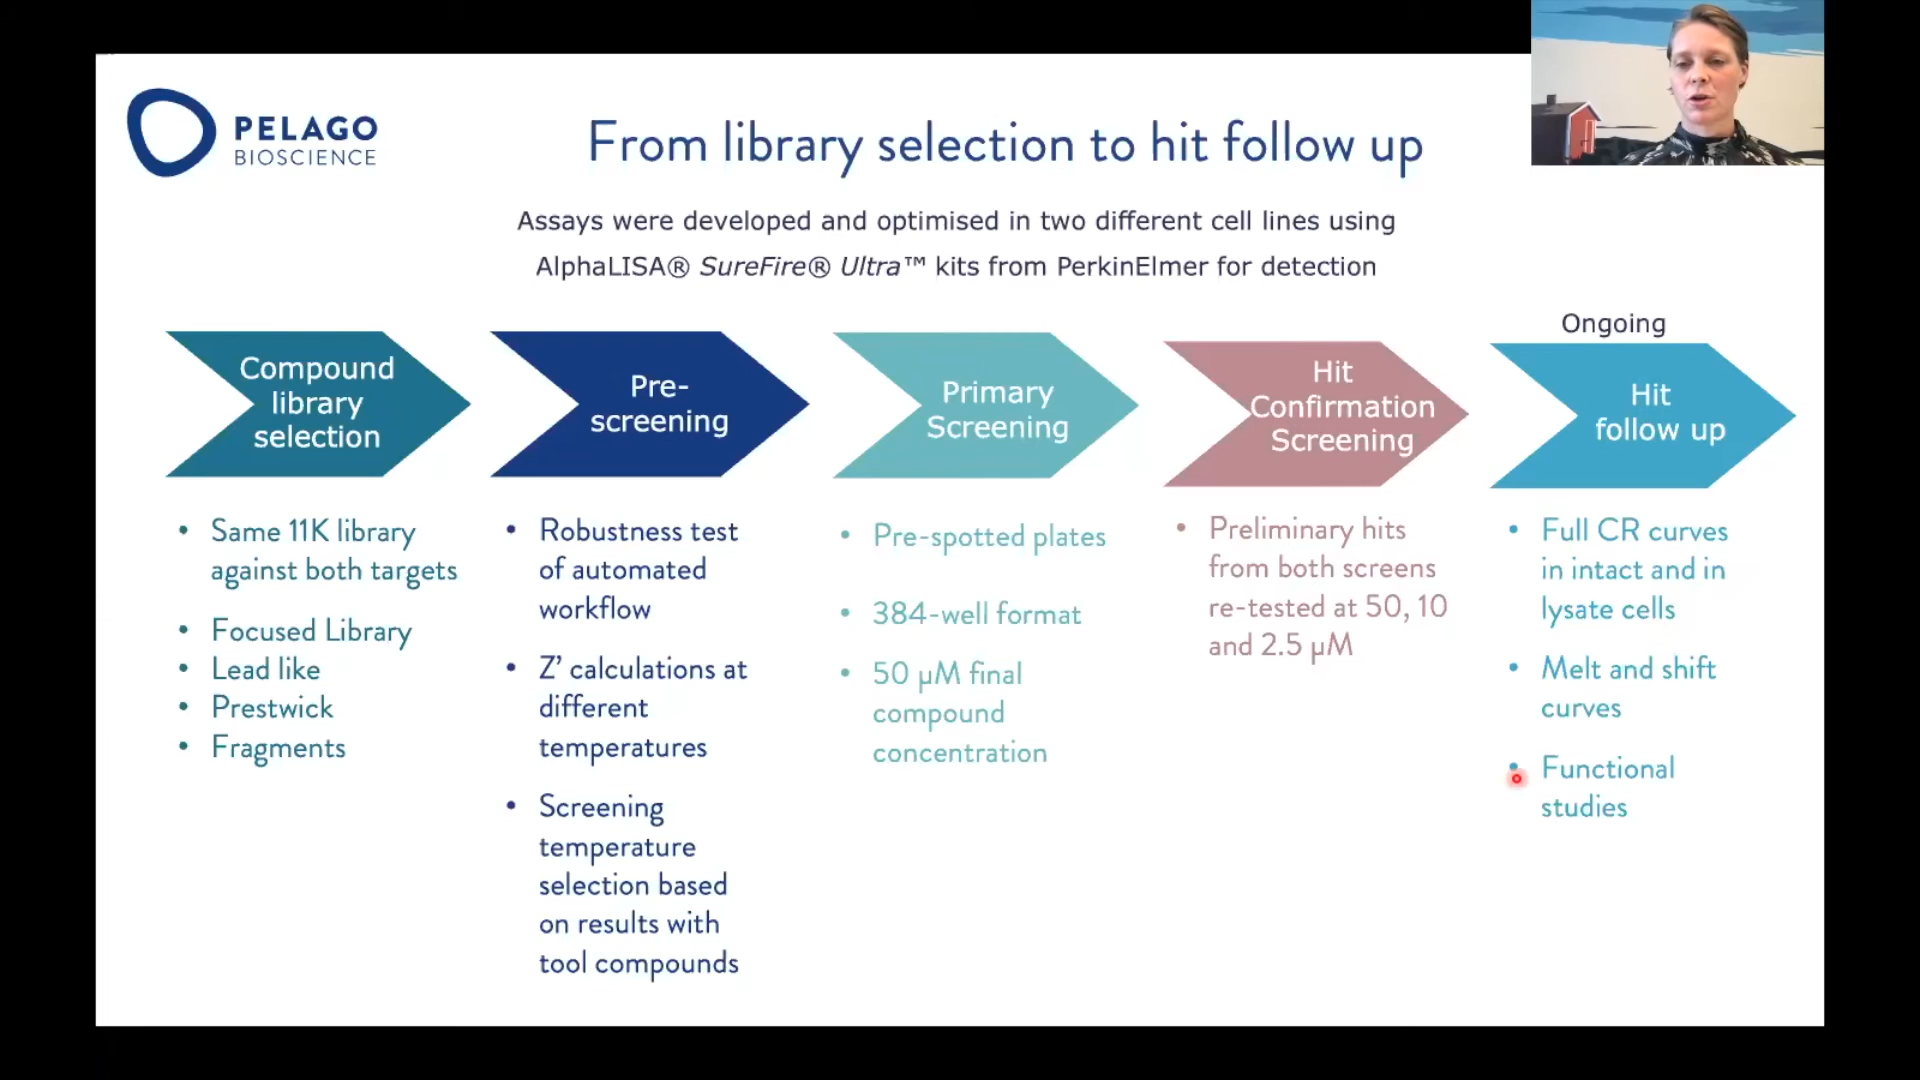 PELAGO
BIOSCIENCE
From library selection to hit follow up
Assays were developed and optimised in two different cell lines using
AlphaLISA® SureFire® Ultra™ kits from PerkinElmer for detection
Compound
library
selection
• Same 11K library
against both targets
• Focused Library
• Lead like
• Prestwick
• Fragments
Pre-
screening
• Robustness test
of automated
workflow
• Z’ calculations at
different
temperatures
• Screening
temperature
selection based
on results with
tool compounds
Primary
Screening
• Pre-spotted plates
• 384-well format
• 50 µM final
compound
concentration
Hit
Confirmation
Screening
• Preliminary hits
from both screens
re-tested at 50, 10
and 2.5 µM
Ongoing
Hit
follow up
• Full CR curves
in intact and in
lysate cells
• Melt and shift
curves
• Functional
studies